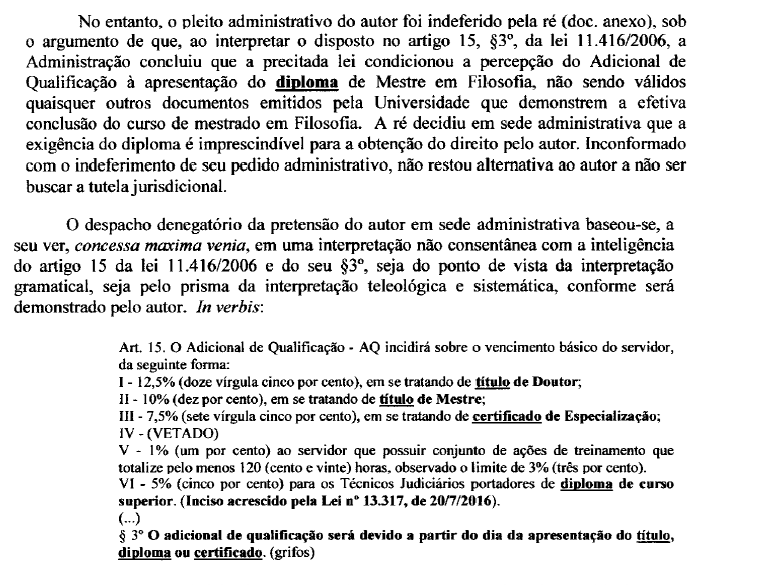 No entanto, o pleito administrativo do autor foi indeferido pela ré (doc. anexo), sob
o argumento de que, ao interpretar o disposto no artigo 15, §3º, da lei 11.416/2006, a
Administração concluiu que a precitada lei condicionou a percepção do Adicional de
Qualificação à apresentação do diploma de Mestre em Filosofia, não sendo válidos
quaisquer outros documentos emitidos pela Universidade que demonstrem a efetiva
conclusão do curso de mestrado em Filosofia. A ré decidiu em sede administrativa que a
exigência do diploma é imprescindível para a obtenção do direito pelo autor. Inconformado
com o indeferimento de seu pedido administrativo, não restou alternativa ao autor a não ser
buscar a tutela jurisdicional.
O despacho denegatório da pretensão do autor em sede administrativa baseou-se, a
seu ver, concessa maxima venia, em uma interpretação não consentânea com a inteligência
do artigo 15 da lei 11.416/2006 e do seu §3º, seja do ponto de vista da interpretação
gramatical, seja pelo prisma da interpretação teleológica e sistemática, conforme será
demonstrado pelo autor. In verbis:
Art. 15. O Adicional de Qualificação - AQ incidirá sobre o vencimento básico do servidor,
da seguinte forma:
I - 12,5% (doze vírgula cinco por cento), em se tratando de título de Doutor;
II - 10% (dez por cento), em se tratando de título de Mestre;
III - 7,5% (sete vírgula cinco por cento), em se tratando de certificado de Especialização;
IV - (VETADO)
V - 1% (um por cento) ao servidor que possuir conjunto de ações de treinamento que
totalize pelo menos 120 (cento e vinte) horas, observado o limite de 3% (três por cento).
VI - 5% (cinco por cento) para os Técnicos Judiciários portadores de diploma de curso
superior. (Inciso acrescido pela Lei nº 13.317, de 20/7/2016).
(...)
§ 3º O adicional de qualificação será devido a partir do dia da apresentação do título,
diploma ou certificado. (grifos)